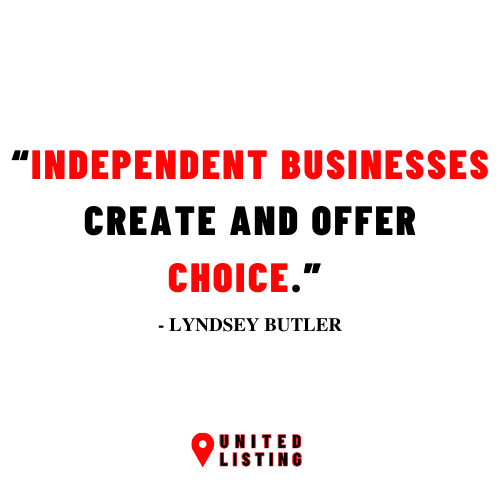 “INDEPENDENT BUSINESSES
CREATE AND OFFER
CHOICE.”
- LYNDSEY BUTLER
UNITED
LISTING